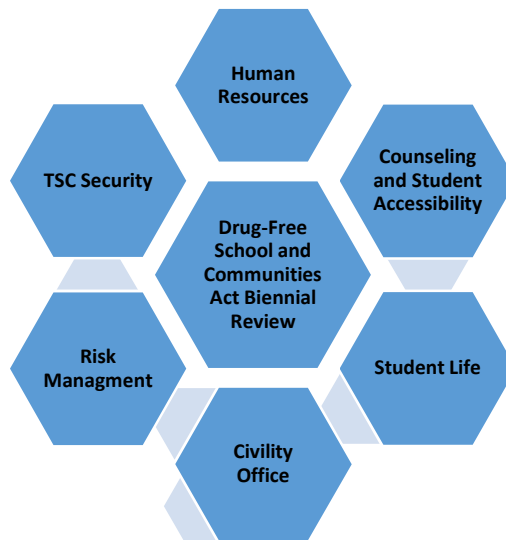 Human
Resources
TSC Security
Counseling
and Student
Accessibility
Drug-Free
School and
Communities
Act Biennial
Review
Risk
Managment
Student Life
Civility
Office